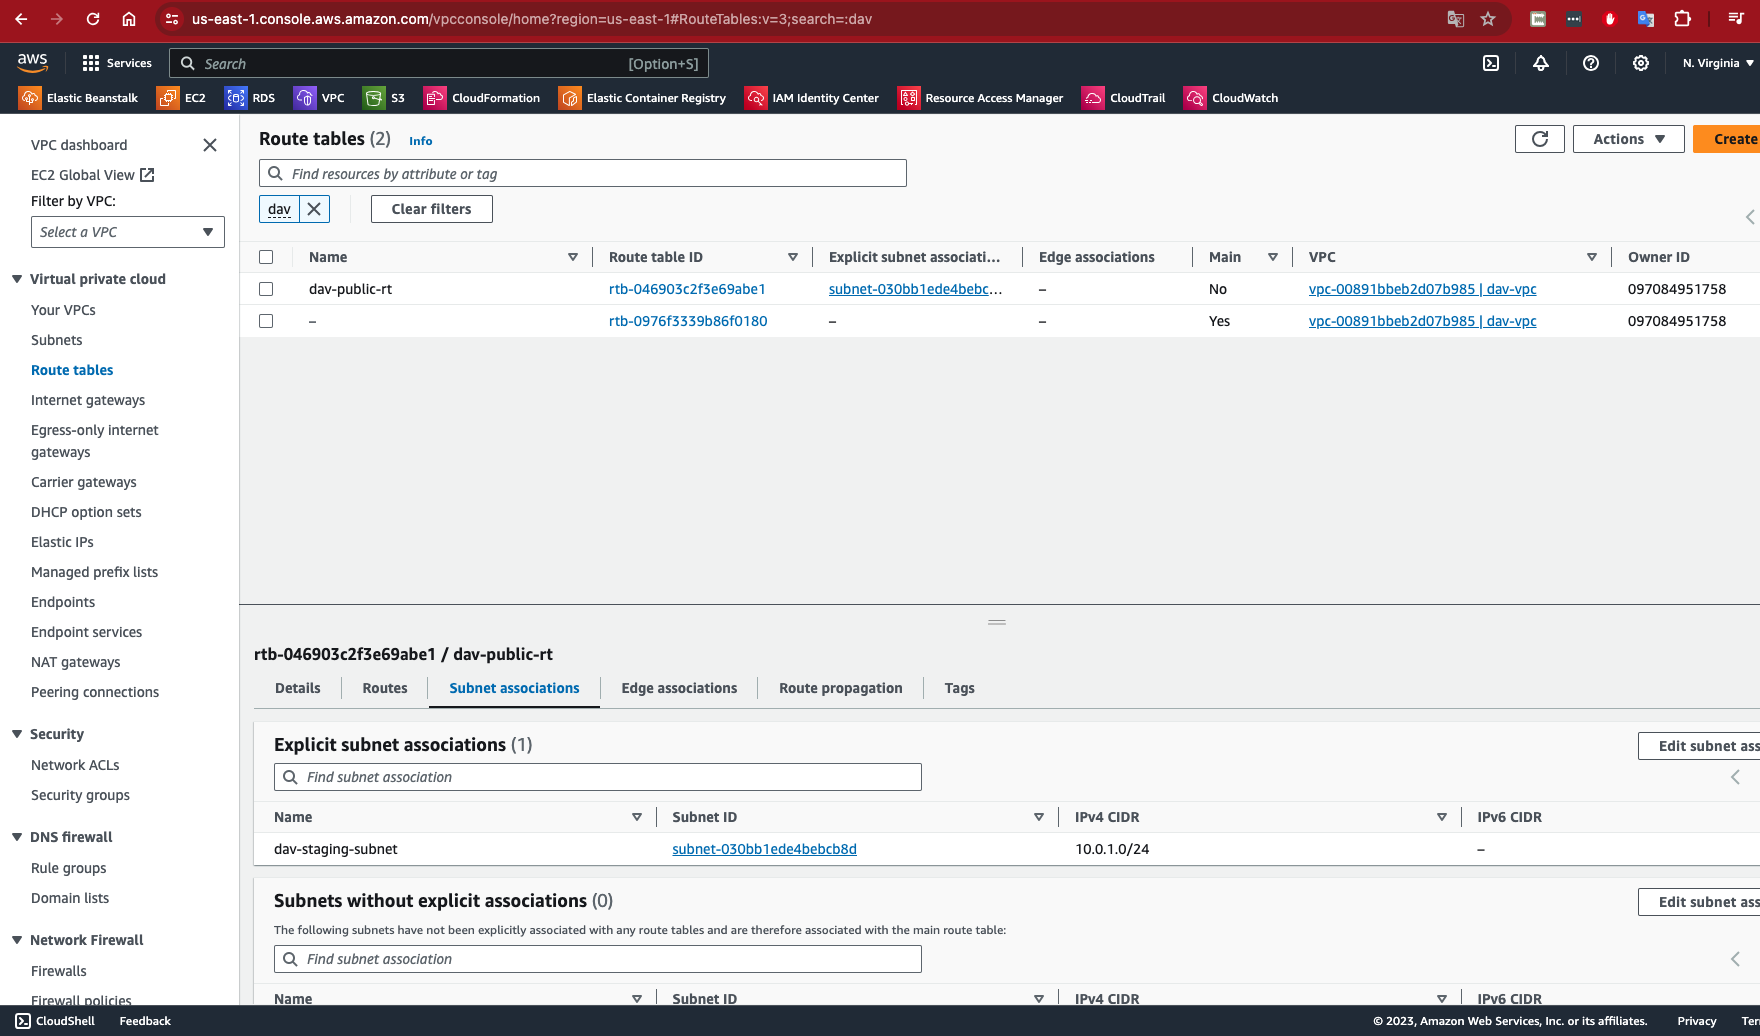 us-east-1.console.aws.amazon.com/vpcconsole/home?region=us-east-1#RouteTables:v=3;search=:dav
aws Services Search [Option+S] N. Virginia
Elastic Beanstalk EC2 RDS VPC S3 CloudFormation Elastic Container Registry IAM Identity Center Resource Access Manager CloudTrail CloudWatch
VPC dashboard
EC2 Global View
Filter by VPC:
Select a VPC
Virtual private cloud
Your VPCs
Subnets
Route tables
Internet gateways
Egress-only internet
gateways
Carrier gateways
DHCP option sets
Elastic IPs
Managed prefix lists
Endpoints
Endpoint services
NAT gateways
Peering connections
Security
Network ACLs
Security groups
DNS firewall
Rule groups
Domain lists
Network Firewall
Firewalls
Firewall policies
Route tables (2) Info
Actions Create
Find resources by attribute or tag
dav Clear filters
Name Route table ID Explicit subnet associati... Edge associations Main VPC Owner ID
dav-public-rt rtb-046903c2f3e69abe1 subnet-030bb1ede4bebc... – No vpc-00891bbeb2d07b985 | dav-vpc 097084951758
– rtb-0976f3339b86f0180 – – Yes vpc-00891bbeb2d07b985 | dav-vpc 097084951758
rtb-046903c2f3e69abe1 / dav-public-rt
Details Routes Subnet associations Edge associations Route propagation Tags
Explicit subnet associations (1)
Edit subnet ass
Find subnet association
Name Subnet ID IPv4 CIDR IPv6 CIDR
dav-staging-subnet subnet-030bb1ede4bebcb8d 10.0.1.0/24 –
Subnets without explicit associations (0)
Edit subnet ass
The following subnets have not been explicitly associated with any route tables and are therefore associated with the main route table:
Find subnet association
Name Subnet ID IPv4 CIDR IPv6 CIDR
CloudShell Feedback © 2023, Amazon Web Services, Inc. or its affiliates. Privacy Ter